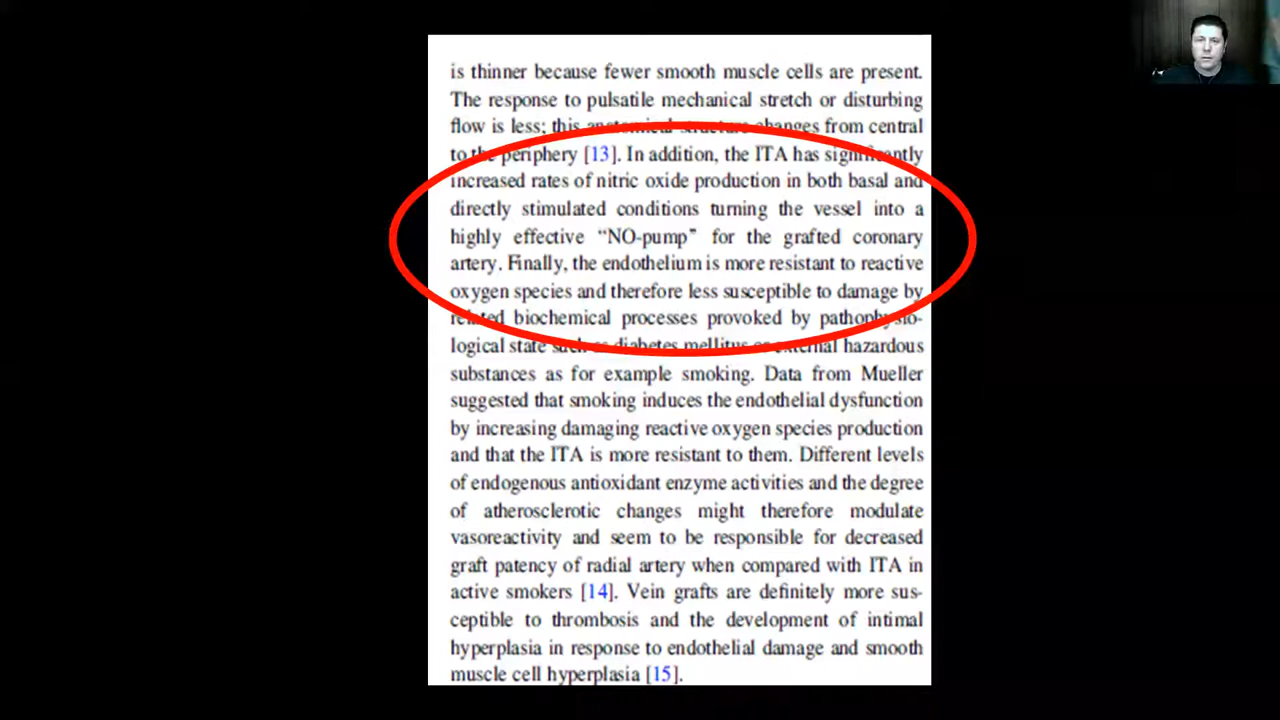 is thinner because fewer smooth muscle cells are present.
The response to pulsatile mechanical stretch or disturbing
flow is less; this anatomical structure changes from central
to the periphery [13]. In addition, the ITA has significantly
increased rates of nitric oxide production in both basal and
directly stimulated conditions turning the vessel into a
highly effective “NO-pump” for the grafted coronary
artery. Finally, the endothelium is more resistant to reactive
oxygen species and therefore less susceptible to damage by
related biochemical processes provoked by pathophysio-
logical state such as diabetes mellitus or external hazardous
substances as for example smoking. Data from Mueller
suggested that smoking induces the endothelial dysfunction
by increasing damaging reactive oxygen species production
and that the ITA is more resistant to them. Different levels
of endogenous antioxidant enzyme activities and the degree
of atherosclerotic changes might therefore modulate
vasoreactivity and seem to be responsible for decreased
graft patency of radial artery when compared with ITA in
active smokers [14]. Vein grafts are definitely more sus-
ceptible to thrombosis and the development of intimal
hyperplasia in response to endothelial damage and smooth
muscle cell hyperplasia [15].